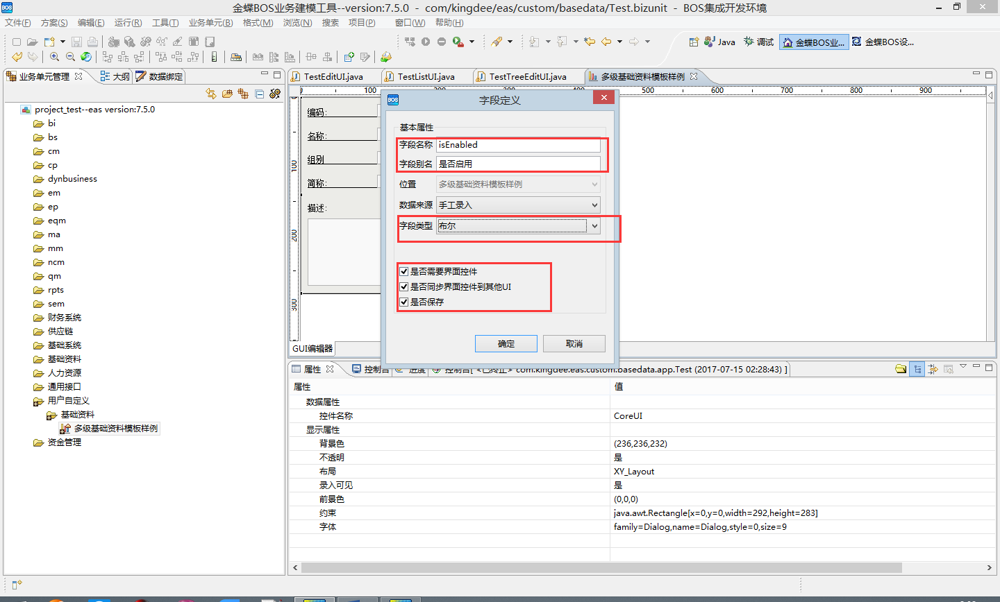 金蝶BOS业务建模工具--version:7.5.0 - com/kingdee/eas/custom/basedata/Test.bizunit - BOS集成开发环境
文件(F) 方案(S) 编辑(E) 运行(R) 工具(T) 业务单元(B) 格式(M) 浏览(N) 搜索 项目(P) 窗口(W) 帮助(H)
Java 调试 金蝶BOS业... 金蝶BOS设...
业务单元管理 大纲 数据绑定
project_test--eas version:7.5.0
bi
bs
cm
cp
dynbusiness
em
ep
eqm
ma
mm
ncm
qm
rpts
sem
财务系统
供应链
基础系统
基础资料
人力资源
通用接口
用户自定义
基础资料
多级基础资料模板样例
资金管理
TestEditUI.java TestListUI.java TestTreeEditUI.java 多级基础资料模板样例
0 100 500 600 700 800 900
0
100
200
300
编码:
名称:
组别
简称:
描述:
GUI编辑器
BOS
字段定义
基本属性
字段名称 isEnabled
字段别名 是否启用
位置 多级基础资料模板样例
数据来源 手工录入
字段类型 布尔
是否需要界面控件
是否同步界面控件到其他UI
是否保存
确定 取消
属性 控制台 进度 控制台[ <已终止> com.kingdee.eas.custom.basedata.app.Test (2017-07-15 02:28:43) ]
属性 值
数据属性
控件名称 CoreUI
显示属性
背景色 (236,236,232)
不透明 是
布局 XY_Layout
录入可见 是
前景色 (0,0,0)
约束 java.awt.Rectangle[x=0,y=0,width=292,height=283]
字体 family=Dialog,name=Dialog,style=0,size=9